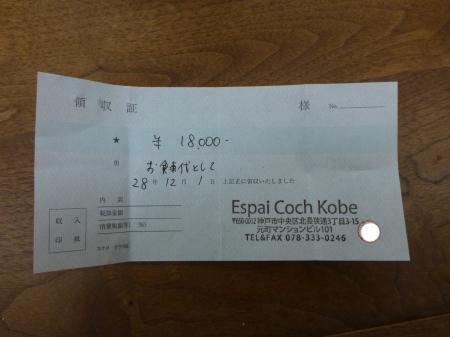 領収証 様 No.
★ ¥ 18,000-
但 お食事代として
28年 12月 1日 上記正に領収いたしました
内訳
税抜金額
消費税額等( %)
収入
印紙
Espai Coch Kobe
〒650-0012 神戸市中央区北長狭通3丁目3-15
元町マンションビル101
TEL&FAX 078-333-0246